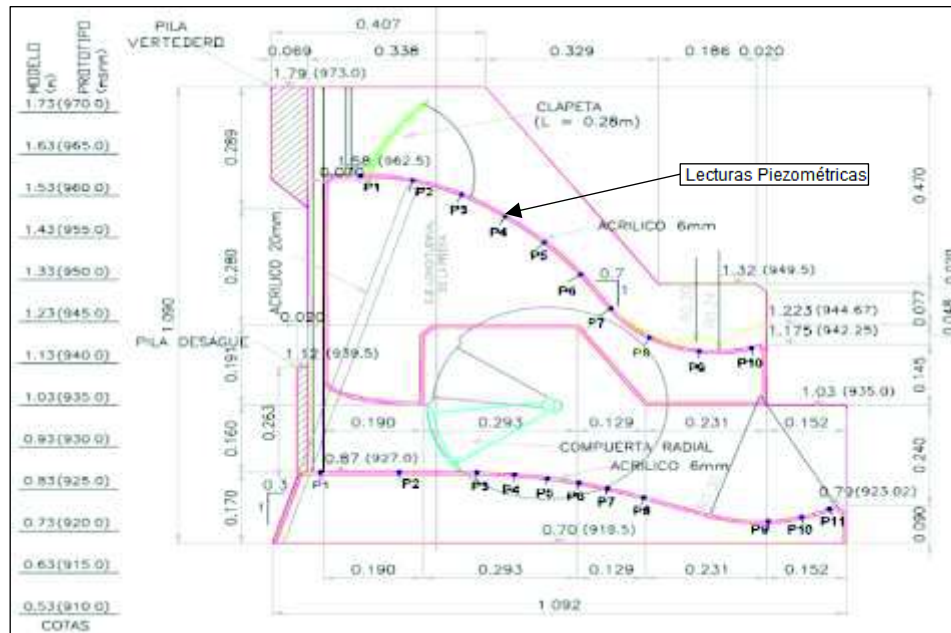 MODELO (m)
PROTOTIPO (msnm)
1.73(970.0)
1.63(965.0)
1.53(960.0)
1.43(955.0)
1.33(950.0)
1.23(945.0)
1.13(940.0)
1.03(935.0)
0.93(930.0)
0.83(925.0)
0.73(920.0)
0.63(915.0)
0.53(910.0)
COTAS
PILA
VERTEDERO
0.407
0.069
0.338
0.329
0.186
0.020
1.79 (973.0)
CLAPETA
(L = 0.28m)
0.289
0.070
1.58 (962.5)
Lecturas Piezométricas
P1
P2
P3
P4
P5
P6
P7
P8
P9
P10
ACRILICO 6mm
ACRILICO 20mm
0.470
0.280
0.7
1
1.32 (949.5)
0.077
1.223 (944.67)
1.175 (942.25)
1.090
0.020
PILA DESAGUE
1.12 (939.5)
0.191
0.145
1.03 (935.0)
0.263
0.160
0.190
0.293
0.129
0.231
0.152
0.240
COMPUERTA RADIAL
ACRILICO 6mm
0.87 (927.0)
P1
P2
P3
P4
P5
P6
P7
P8
P9
P10
P11
0.3
1
0.170
0.79(923.02)
0.090
0.70 (918.5)
0.190
0.293
0.129
0.231
0.152
1.092